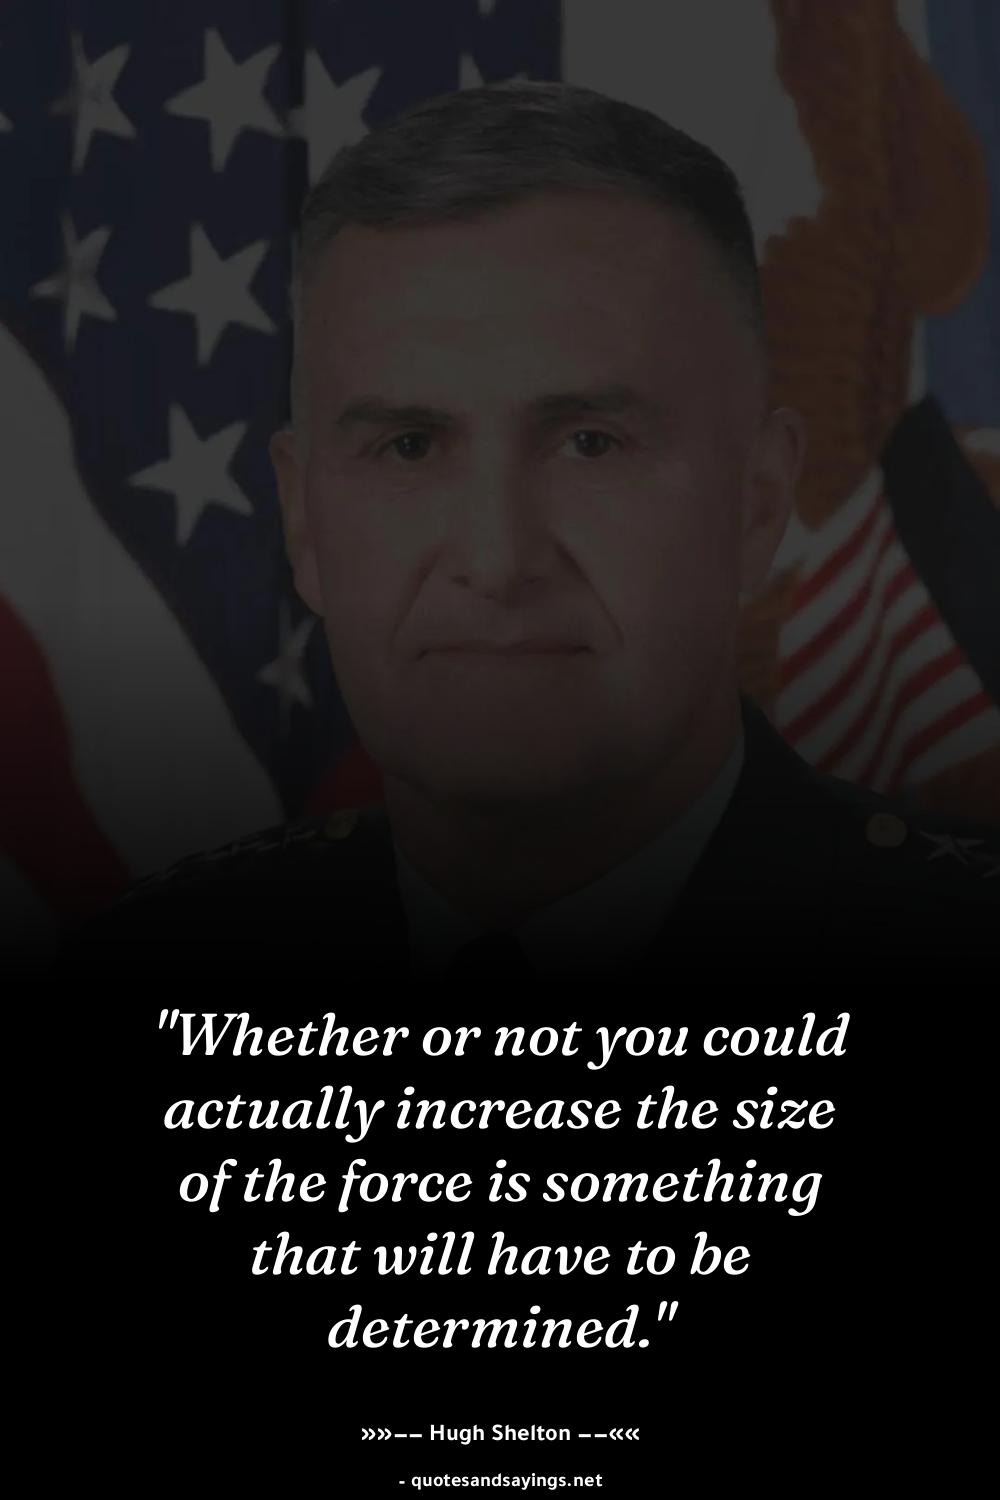 "Whether or not you could
actually increase the size
of the force is something
that will have to be
determined."
»»–– Hugh Shelton ––««
- quotesandsayings.net